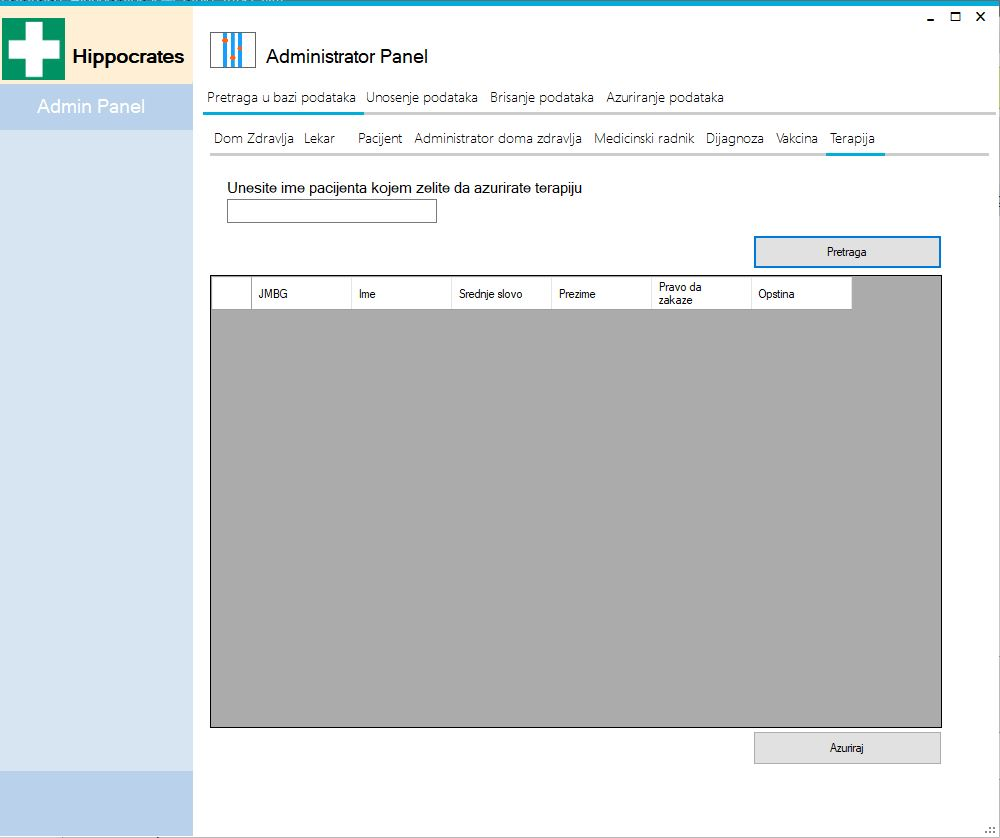 Hippocrates
Administrator Panel
Admin Panel
Pretraga u bazi podataka Unosenje podataka Brisanje podataka Azuriranje podataka
Dom Zdravlja Lekar Pacijent Administrator doma zdravlja Medicinski radnik Dijagnoza Vakcina Terapija
Unesite ime pacijenta kojem zelite da azurirate terapiju
Pretraga
JMBG Ime Srednje slovo Prezime Pravo da
zakaze Opstina
Azuriraj